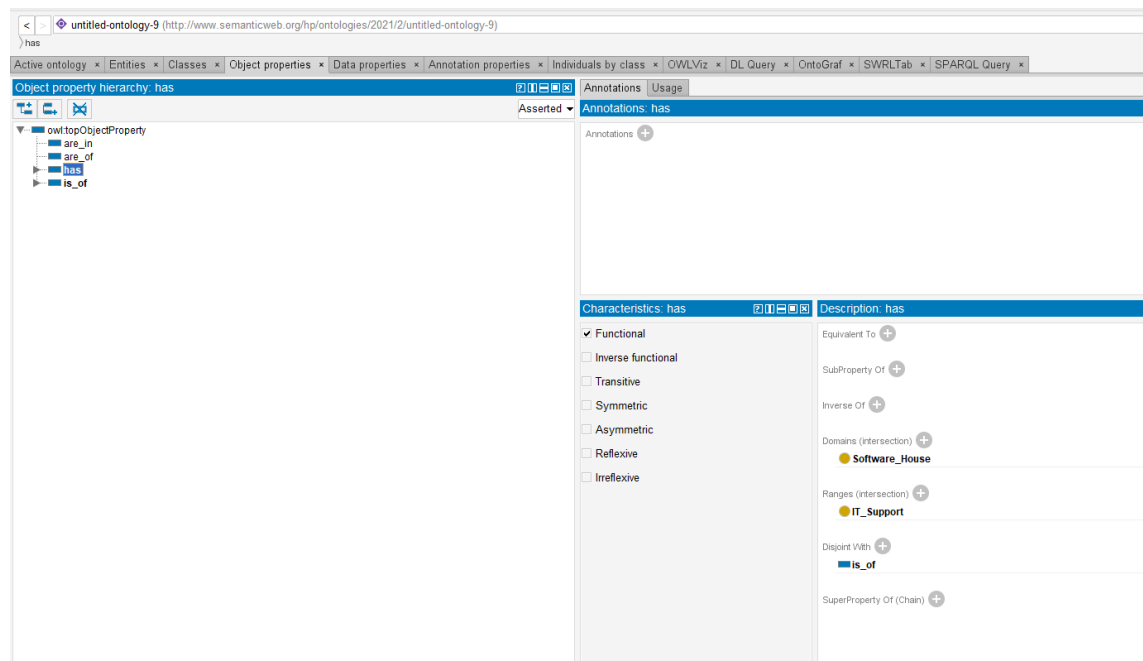 < > untitled-ontology-9 (http://www.semanticweb.org/hp/ontologies/2021/2/untitled-ontology-9)
has
Active ontology × Entities × Classes × Object properties × Data properties × Annotation properties × Individuals by class × OWLViz × DL Query × OntoGraf × SWRLTab × SPARQL Query ×
Object property hierarchy: has
Asserted
owl:topObjectProperty
are_in
are_of
has
is_of
Annotations Usage
Annotations: has
Annotations
Characteristics: has
Functional
Inverse functional
Transitive
Symmetric
Asymmetric
Reflexive
Irreflexive
Description: has
Equivalent To
SubProperty Of
Inverse Of
Domains (intersection)
Software_House
Ranges (intersection)
IT_Support
Disjoint With
is_of
SuperProperty Of (Chain)